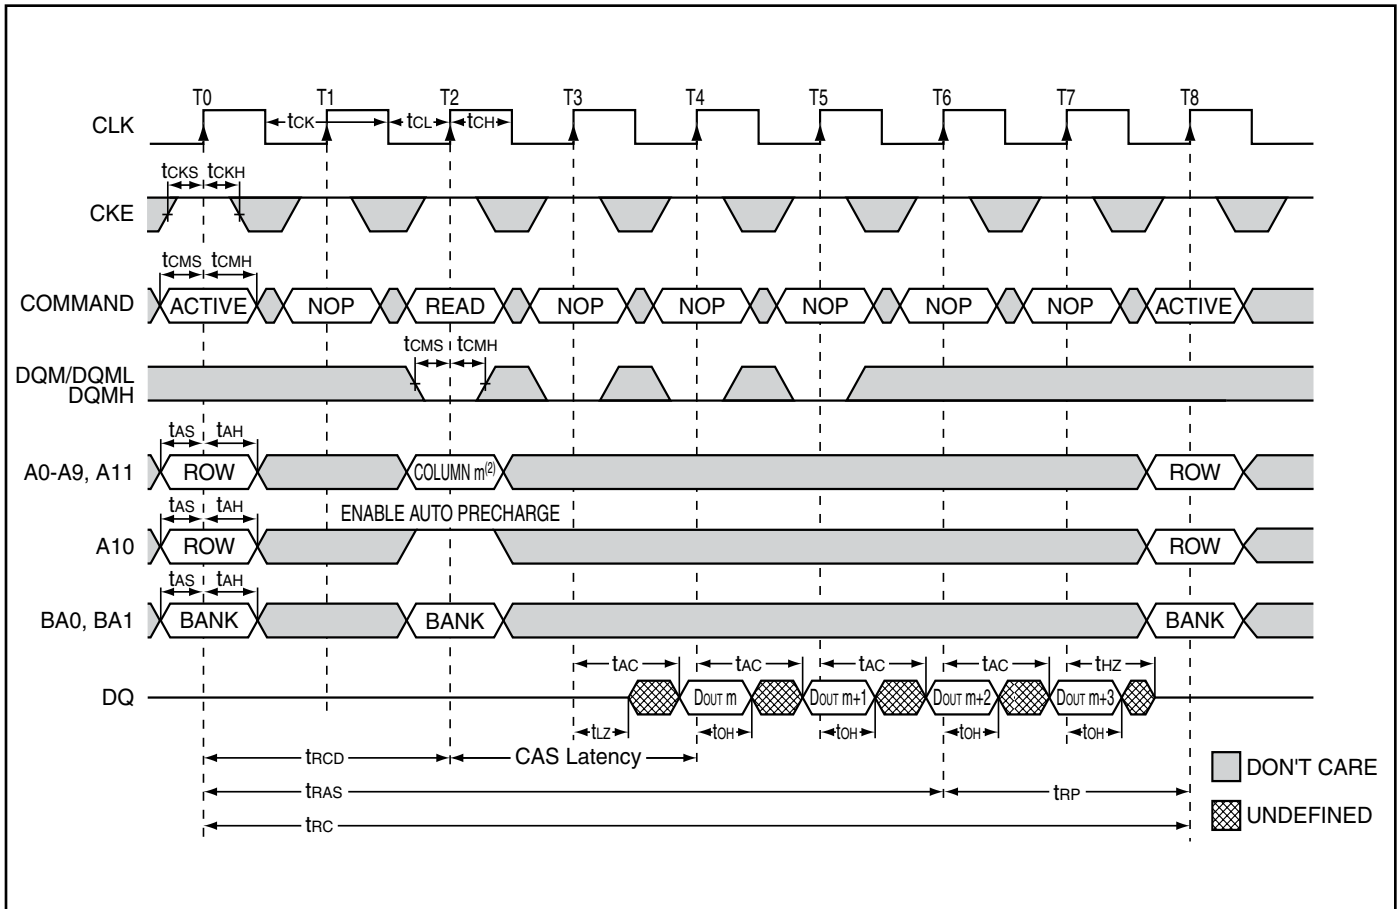 T0 T1 T2 T3 T4 T5 T6 T7 T8
CLK tCK tCL tCH
tCKS tCKH
CKE
tCMS tCMH
COMMAND ACTIVE NOP READ NOP NOP NOP NOP NOP ACTIVE
tCMS tCMH
DQM/DQML
DQMH
tAS tAH
A0-A9, A11 ROW COLUMN m(2) ROW
tAS tAH ENABLE AUTO PRECHARGE
A10 ROW ROW
tAS tAH
BA0, BA1 BANK BANK BANK
tAC tAC tAC tAC tHZ
DQ DOUT m DOUT m+1 DOUT m+2 DOUT m+3
tLZ tOH tOH tOH tOH
tRCD CAS Latency
DON'T CARE
tRAS tRP
UNDEFINED
tRC